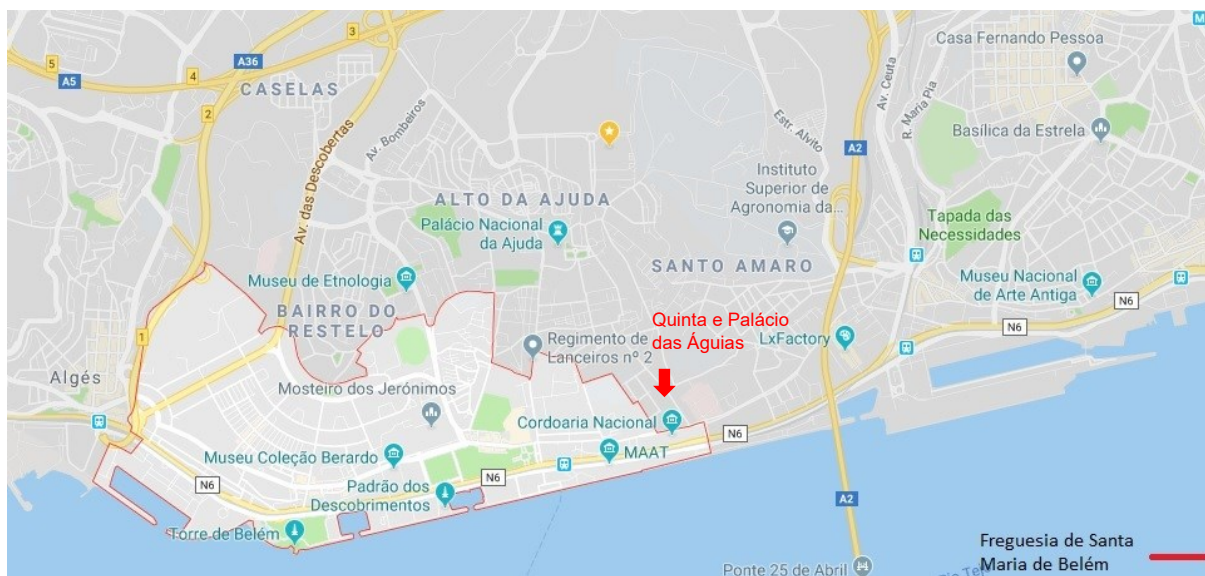 M
Casa Fernando Pessoa
3
A36
5
A5
4
CASELAS
Av. Ceuta
R. Maria Pia
2
Av. Bombeiros
Estr. Alvito
Basílica da Estrela
A2
Av. das Descobertas
Instituto
Superior de
Agronomia da...
ALTO DA AJUDA
Palácio Nacional
da Ajuda
Tapada das
Necessidades
SANTO AMARO
Museu de Etnologia
Museu Nacional
de Arte Antiga
N6
BAIRRO DO
RESTELO
Quinta e Palácio
das Águias
1
Regimento de
Lanceiros nº 2
LxFactory
N6
Algés
Mosteiro dos Jerónimos
Cordoaria Nacional
N6
Museu Coleção Berardo
MAAT
N6
N6
Padrão dos
Descobrimentos
A2
Torre de Belém
Freguesia de Santa
Maria de Belém
Ponte 25 de Abril